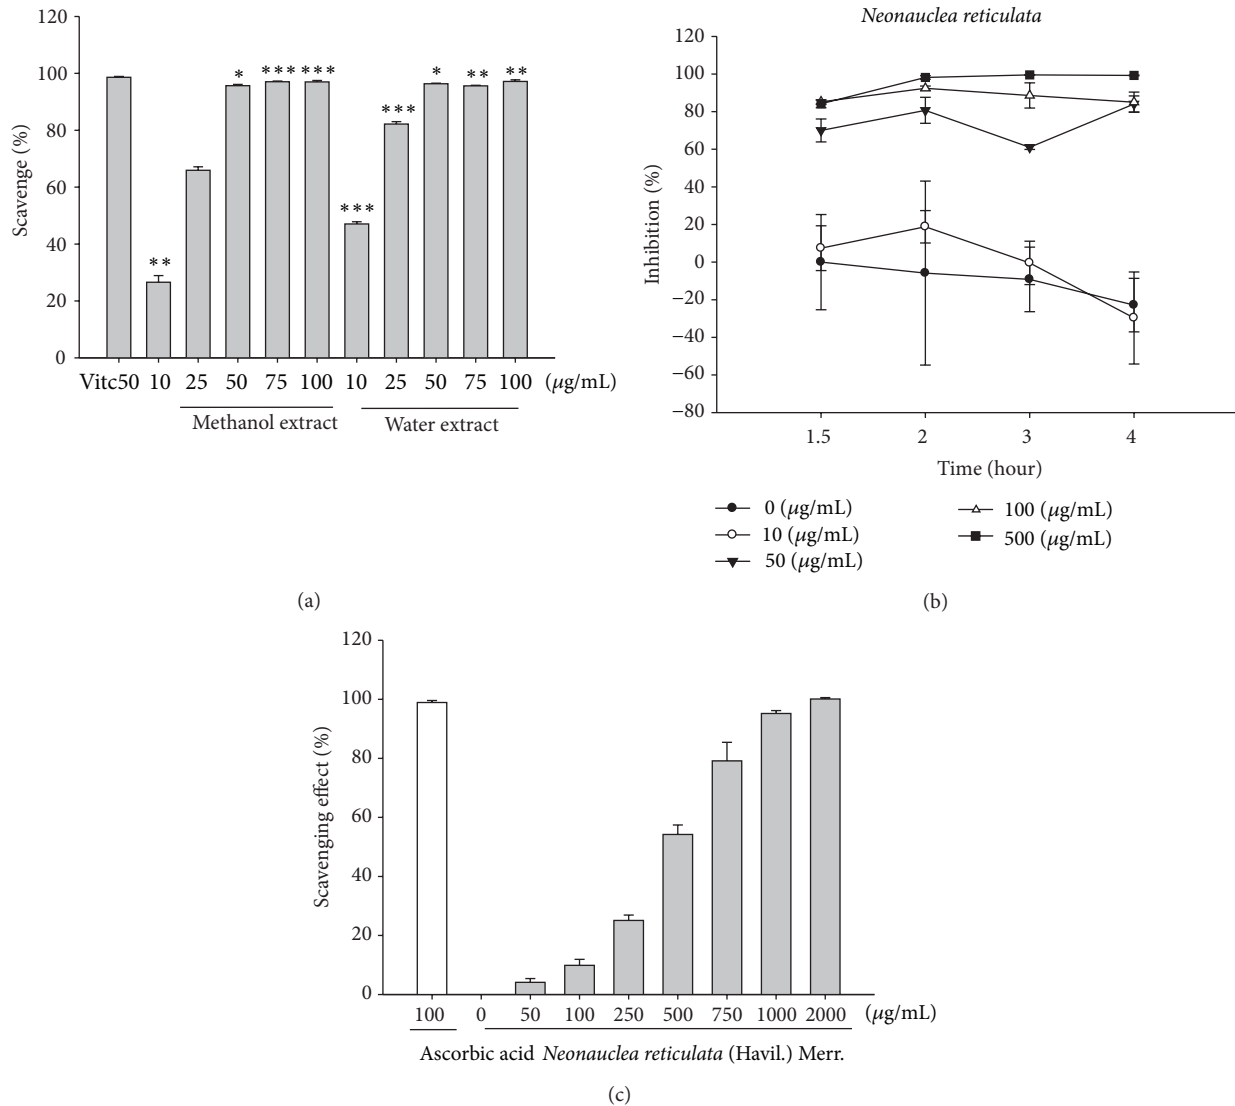 120
100
80
60
40
20
0
Scavenge (%)
** * *** *** *** *** * ** **
Vitc50 10 25 50 75 100 10 25 50 75 100 (μg/mL)
Methanol extract Water extract
(a)
Neonauclea reticulata
120
100
80
60
40
20
0
−20
−40
−60
−80
Inhibition (%)
1.5 2 3 4
Time (hour)
0 (μg/mL)
10 (μg/mL)
50 (μg/mL)
100 (μg/mL)
500 (μg/mL)
(b)
120
100
80
60
40
20
0
Scavenging effect (%)
100 0 50 100 250 500 750 1000 2000 (μg/mL)
Ascorbic acid Neonauclea reticulata (Havil.) Merr.
(c)